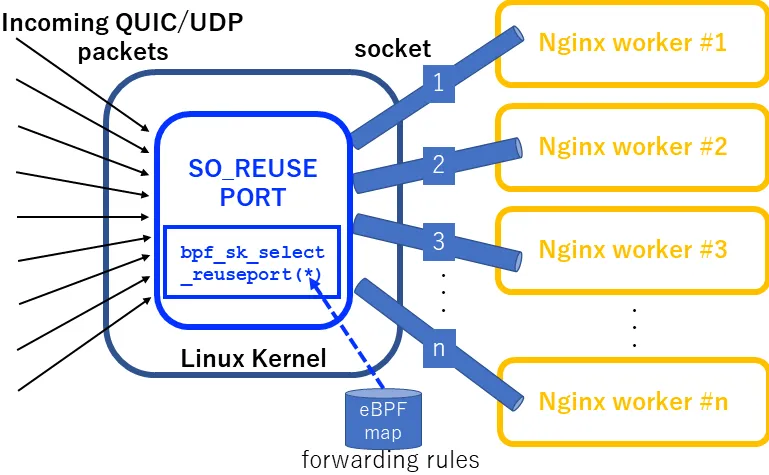 Incoming QUIC/UDP
packets
socket
SO_REUSE
PORT
bpf_sk_select
_reuseport(*)
Linux Kernel
1
2
3
n
Nginx worker #1
Nginx worker #2
Nginx worker #3
Nginx worker #n
eBPF
map
forwarding rules